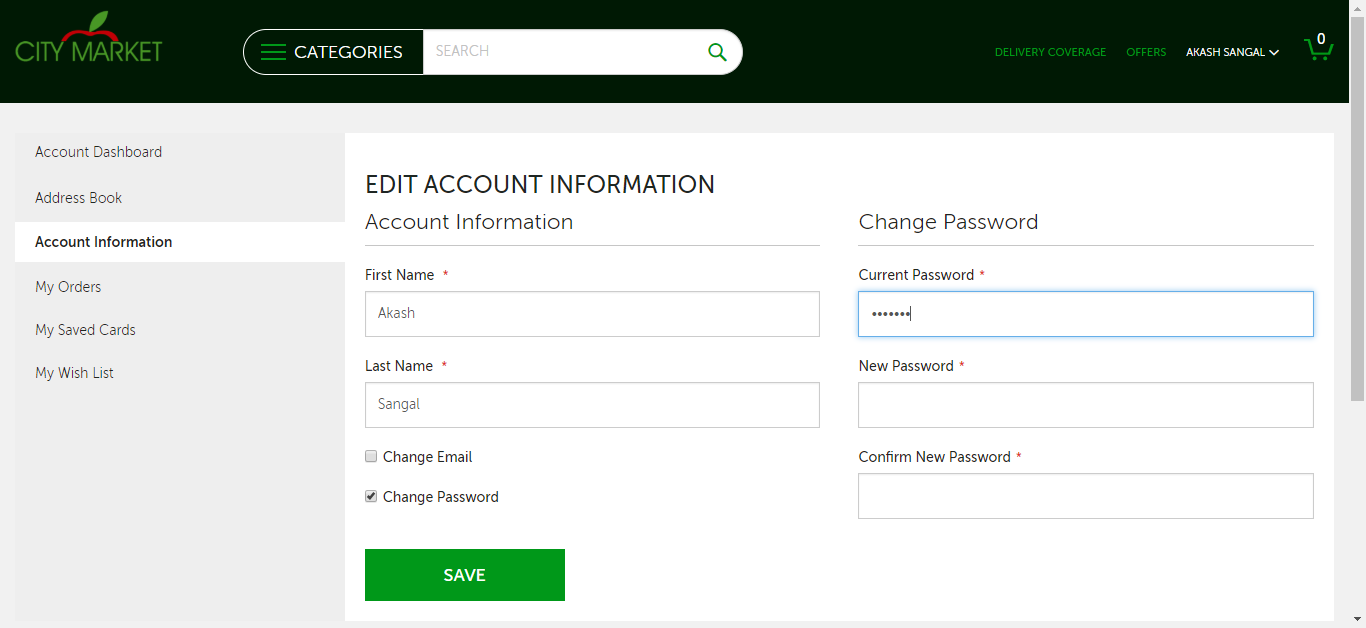 CITY MARKET
CATEGORIES
SEARCH
DELIVERY COVERAGE
OFFERS
AKASH SANGAL
0
Account Dashboard
Address Book
Account Information
My Orders
My Saved Cards
My Wish List
EDIT ACCOUNT INFORMATION
Account Information
First Name *
Akash
Last Name *
Sangal
Change Email
Change Password
SAVE
Change Password
Current Password *
•••••••
New Password *
Confirm New Password *